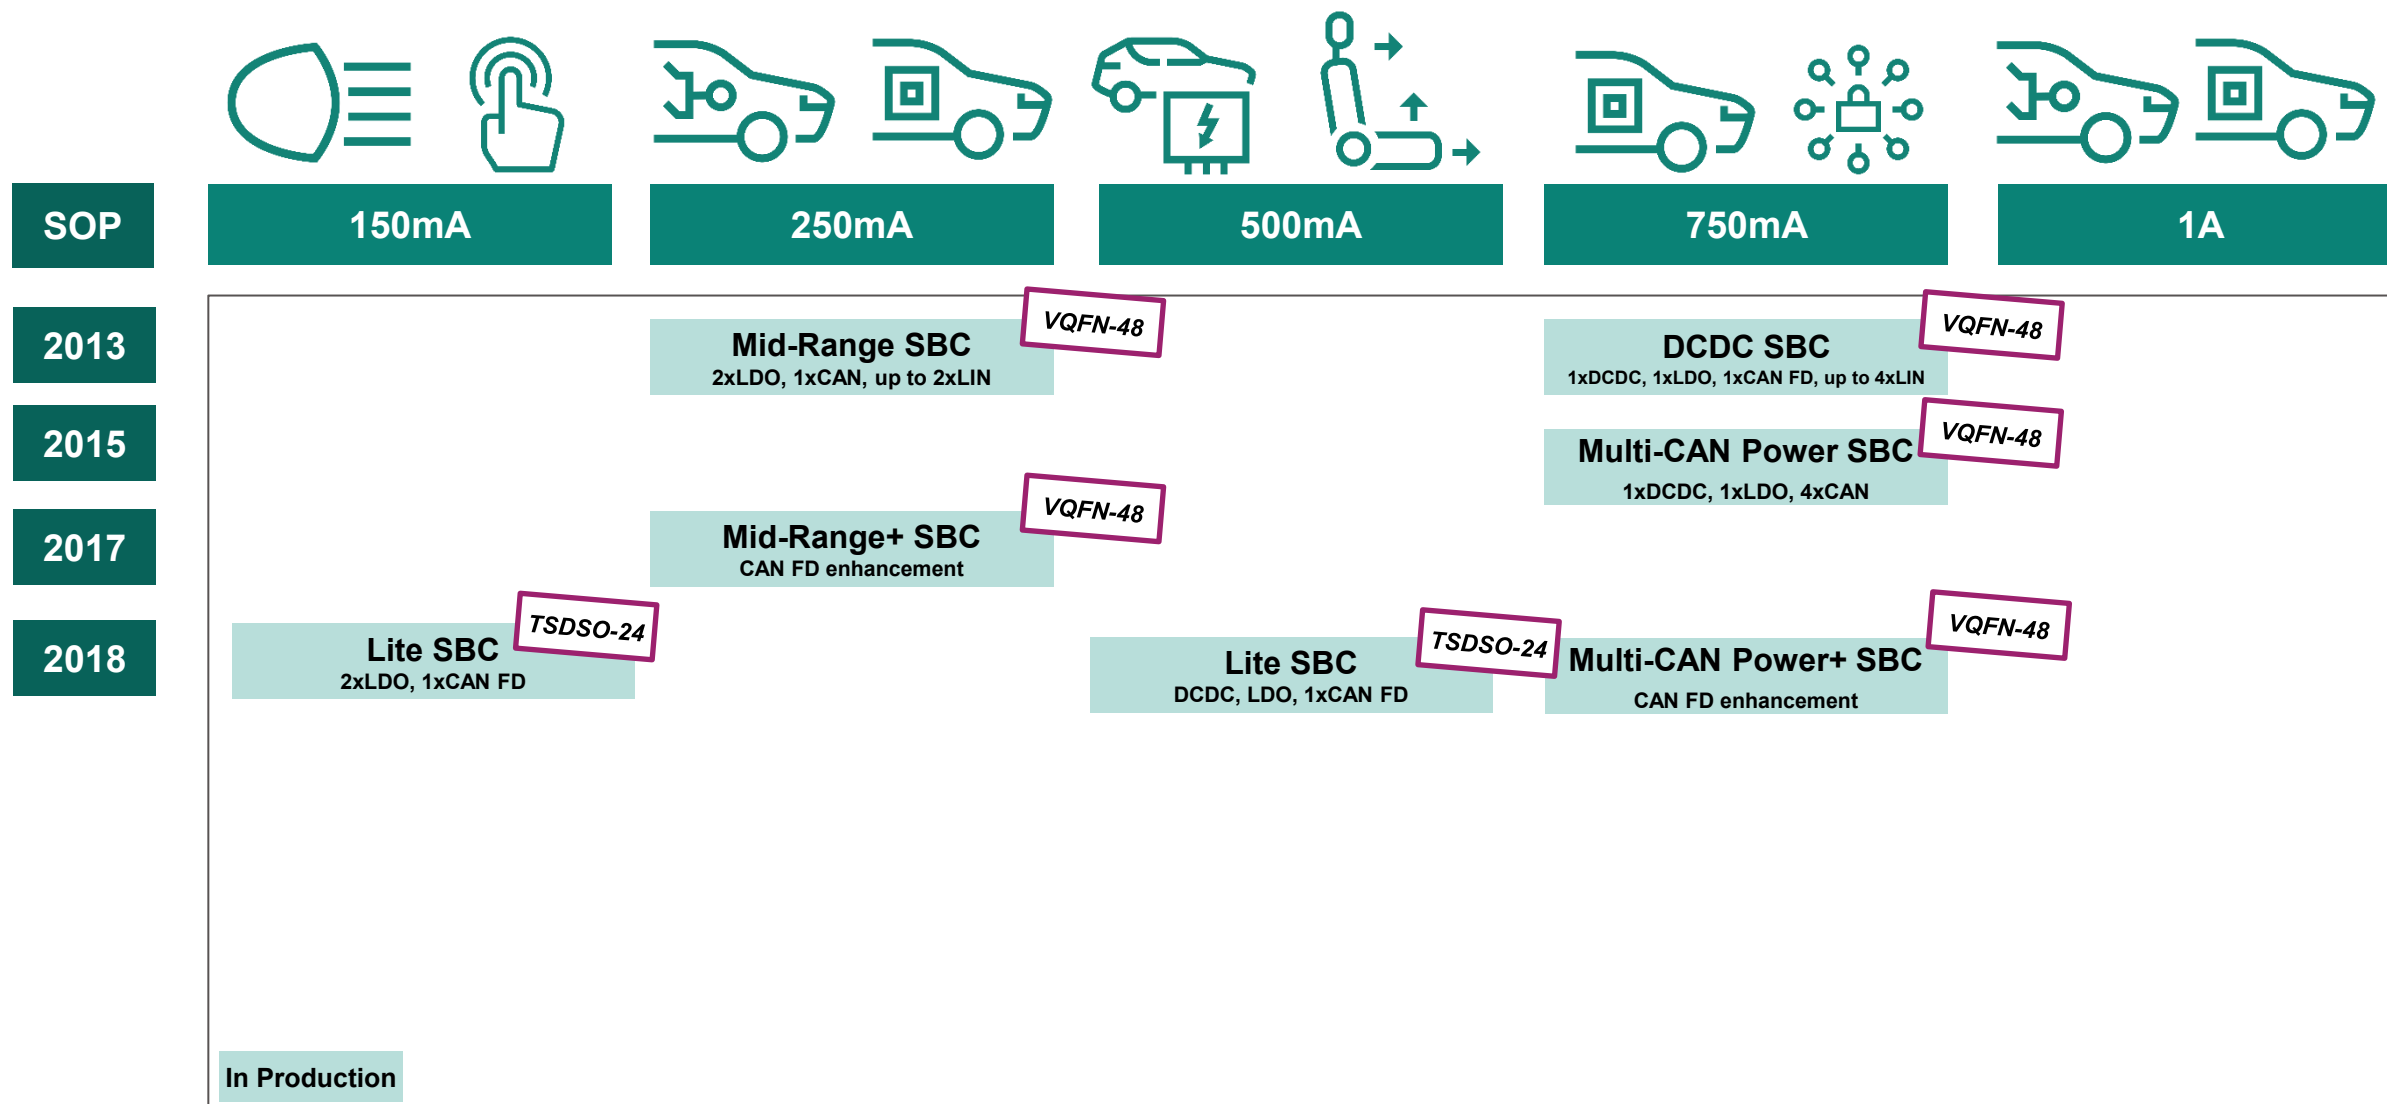 SOP
150mA
250mA
500mA
750mA
1A
2013
Mid-Range SBC
2xLDO, 1xCAN, up to 2xLIN
VQFN-48
DCDC SBC
1xDCDC, 1xLDO, 1xCAN FD, up to 4xLIN
VQFN-48
2015
Multi-CAN Power SBC
1xDCDC, 1xLDO, 4xCAN
VQFN-48
2017
Mid-Range+ SBC
CAN FD enhancement
VQFN-48
2018
Lite SBC
2xLDO, 1xCAN FD
TSDSO-24
Lite SBC
DCDC, LDO, 1xCAN FD
TSDSO-24
Multi-CAN Power+ SBC
CAN FD enhancement
VQFN-48
In Production